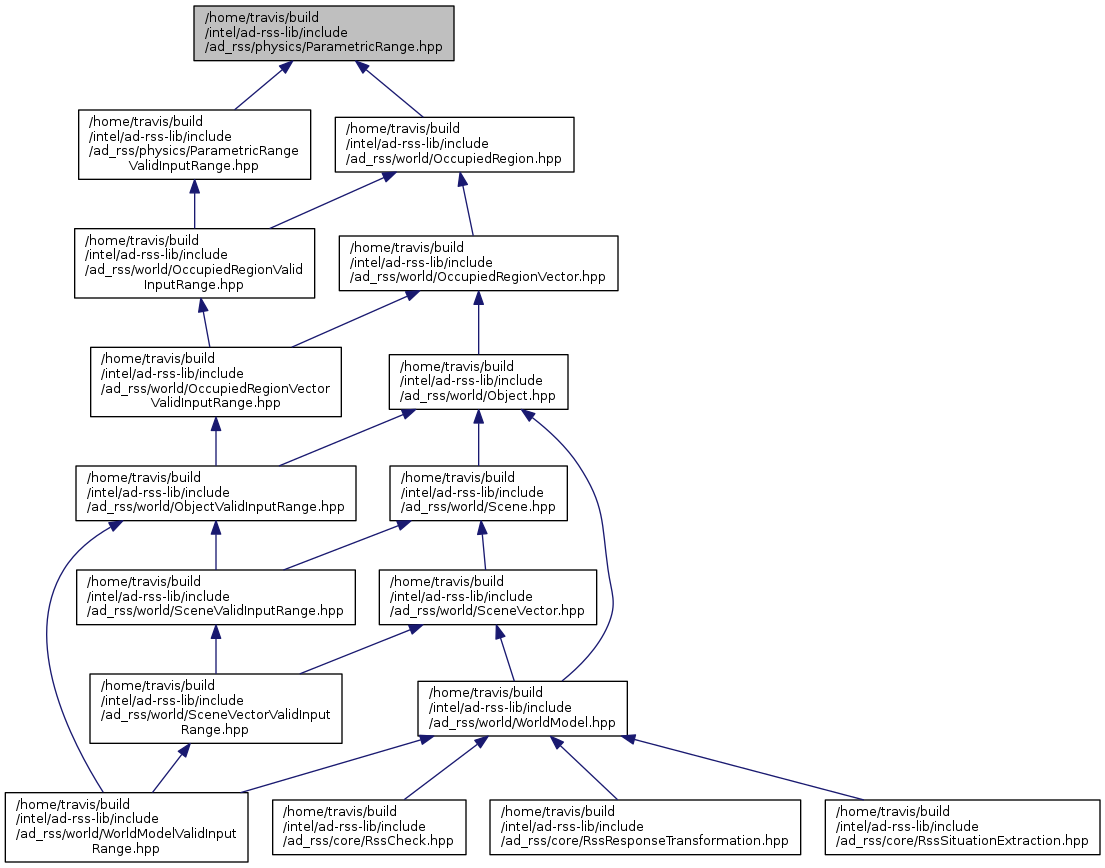 /home/travis/build
/intel/ad-rss-lib/include
/ad_rss/physics/ParametricRange.hpp
/home/travis/build
/intel/ad-rss-lib/include
/ad_rss/physics/ParametricRange
ValidInputRange.hpp
/home/travis/build
/intel/ad-rss-lib/include
/ad_rss/world/OccupiedRegion.hpp
/home/travis/build
/intel/ad-rss-lib/include
/ad_rss/world/OccupiedRegionValid
InputRange.hpp
/home/travis/build
/intel/ad-rss-lib/include
/ad_rss/world/OccupiedRegionVector.hpp
/home/travis/build
/intel/ad-rss-lib/include
/ad_rss/world/OccupiedRegionVector
ValidInputRange.hpp
/home/travis/build
/intel/ad-rss-lib/include
/ad_rss/world/Object.hpp
/home/travis/build
/intel/ad-rss-lib/include
/ad_rss/world/ObjectValidInputRange.hpp
/home/travis/build
/intel/ad-rss-lib/include
/ad_rss/world/Scene.hpp
/home/travis/build
/intel/ad-rss-lib/include
/ad_rss/world/SceneValidInputRange.hpp
/home/travis/build
/intel/ad-rss-lib/include
/ad_rss/world/SceneVector.hpp
/home/travis/build
/intel/ad-rss-lib/include
/ad_rss/world/SceneVectorValidInput
Range.hpp
/home/travis/build
/intel/ad-rss-lib/include
/ad_rss/world/WorldModel.hpp
/home/travis/build
/intel/ad-rss-lib/include
/ad_rss/world/WorldModelValidInput
Range.hpp
/home/travis/build
/intel/ad-rss-lib/include
/ad_rss/core/RssCheck.hpp
/home/travis/build
/intel/ad-rss-lib/include
/ad_rss/core/RssResponseTransformation.hpp
/home/travis/build
/intel/ad-rss-lib/include
/ad_rss/core/RssSituationExtraction.hpp